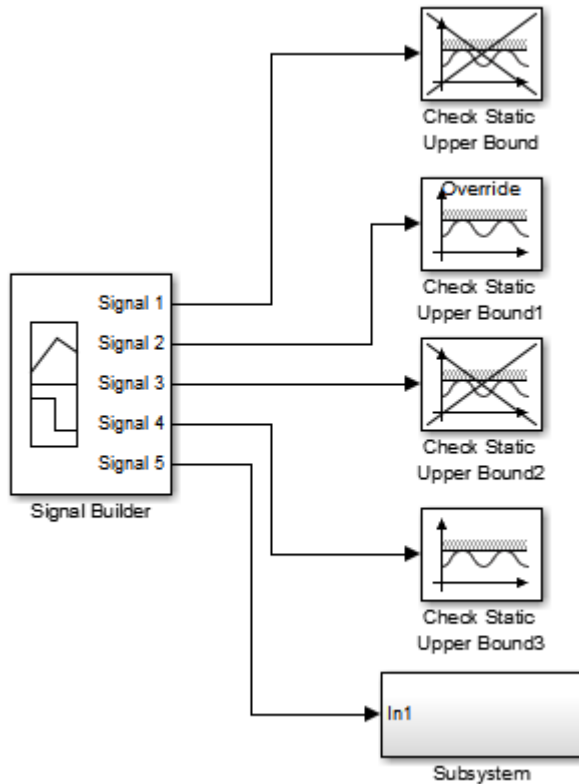 Check Static
Upper Bound
Override
Check Static
Upper Bound1
Signal 1
Signal 2
Signal 3
Signal 4
Signal 5
Signal Builder
Check Static
Upper Bound2
Check Static
Upper Bound3
In1
Subsystem